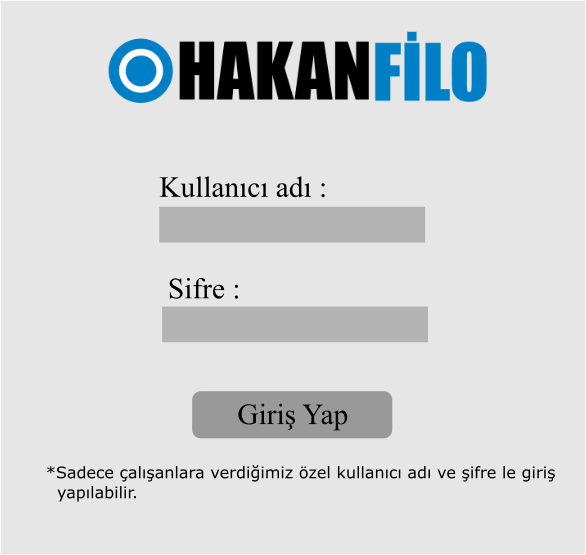 HAKANFİLO
Kullanıcı adı :
Sifre :
Giriş Yap
*Sadece çalışanlara verdiğimiz özel kullanıcı adı ve şifre le giriş
yapılabilir.